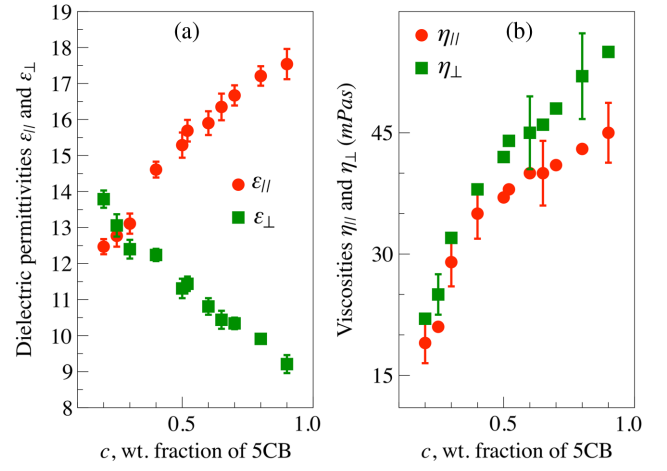 Dielectric permittivities ε// and ε⊥
19
18
17
16
15
14
13
12
11
10
9
8
(a)
ε//
ε⊥
0.5
1.0
c, wt. fraction of 5CB
Viscosities η// and η⊥ (mPas)
45
30
15
η//
η⊥
(b)
0.5
1.0
c, wt. fraction of 5CB